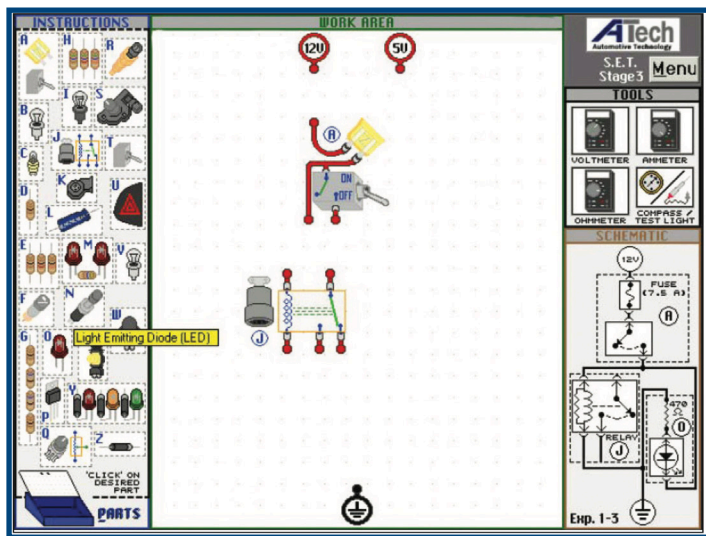 INSTRUCTIONS
A
H
R
B
I
S
J
T
C
K
D
L
U
E
M
V
F
N
W
G
O
Light Emitting Diode (LED)
P
Y
Q
Z
'CLICK' ON
DESIRED
PART
PARTS
WORK AREA
12V
5V
A
ON
OFF
J
ATech
Automotive Technology
S.E.T.
Stage3
Menu
TOOLS
VOLTMETER
AMMETER
OHMMETER
COMPASS /
TEST LIGHT
SCHEMATIC
12V
FUSE
(7.5 A)
A
470
Ω
O
RELAY
J
Exp. 1-3